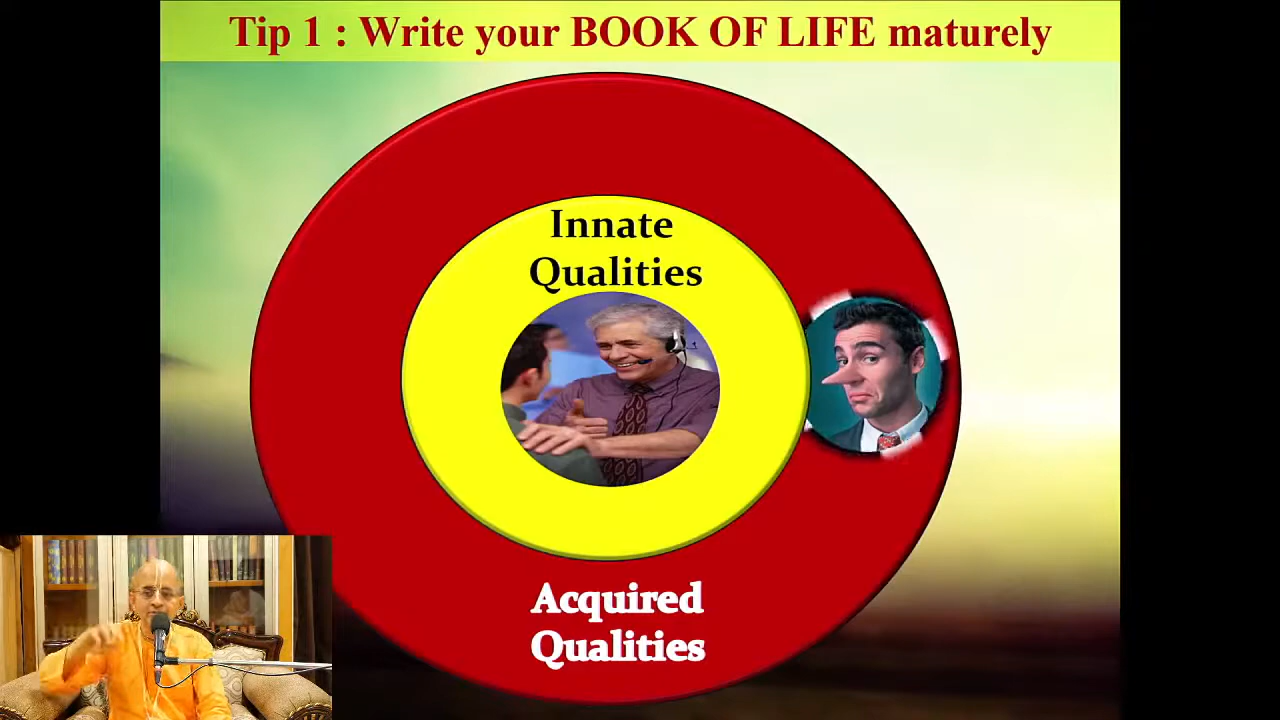 Tip 1 : Write your BOOK OF LIFE maturely
Innate
Qualities
Acquired
Qualities